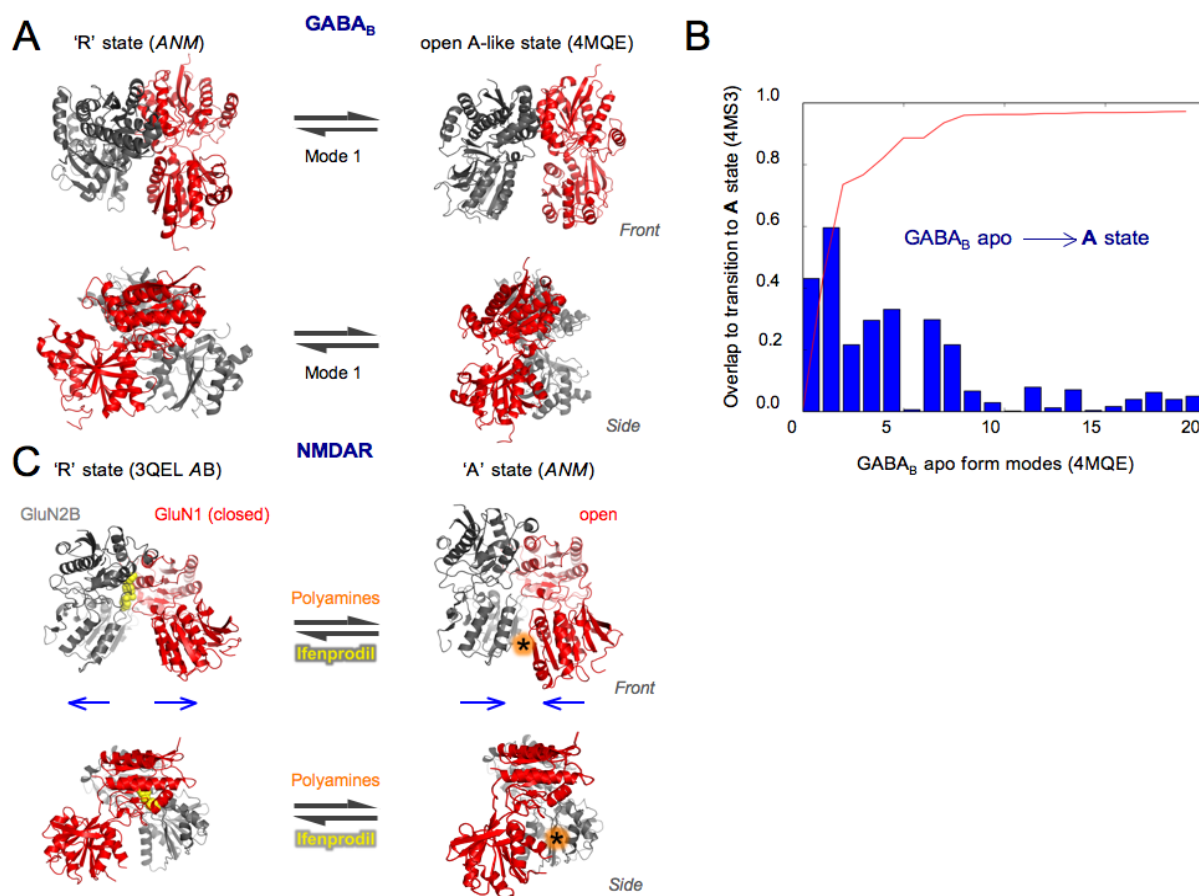 A
GABA_B
'R' state (ANM)
open A-like state (4MQE)
Mode 1
Front
Mode 1
Side
B
Overlap to transition to A state (4MS3)
1.0
0.8
0.6
0.4
0.2
0.0
GABA_B apo → A state
0
5
10
15
20
GABA_B apo form modes (4MQE)
C
NMDAR
'R' state (3QEL AB)
'A' state (ANM)
GluN2B
GluN1 (closed)
open
Polyamines
Ifenprodil
*
Front
Polyamines
Ifenprodil
*
Side